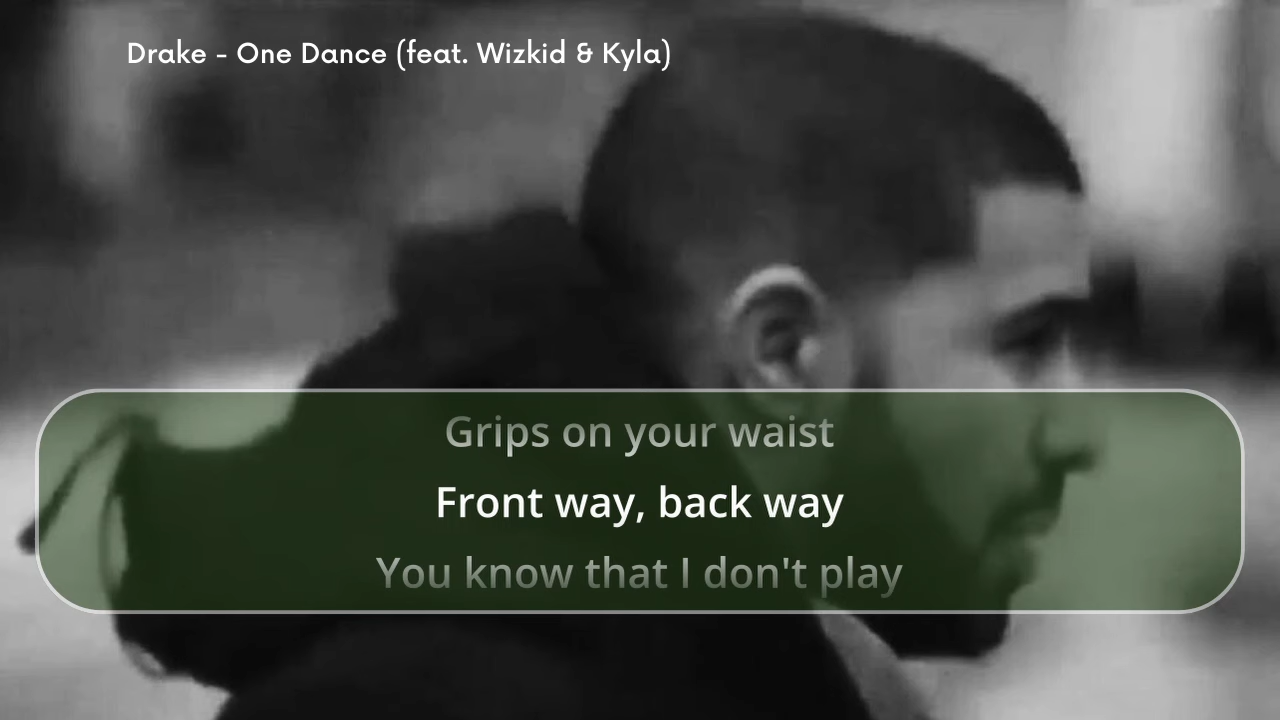 Drake - One Dance (feat. Wizkid & Kyla)
Grips on your waist
Front way, back way
You know that I don't play